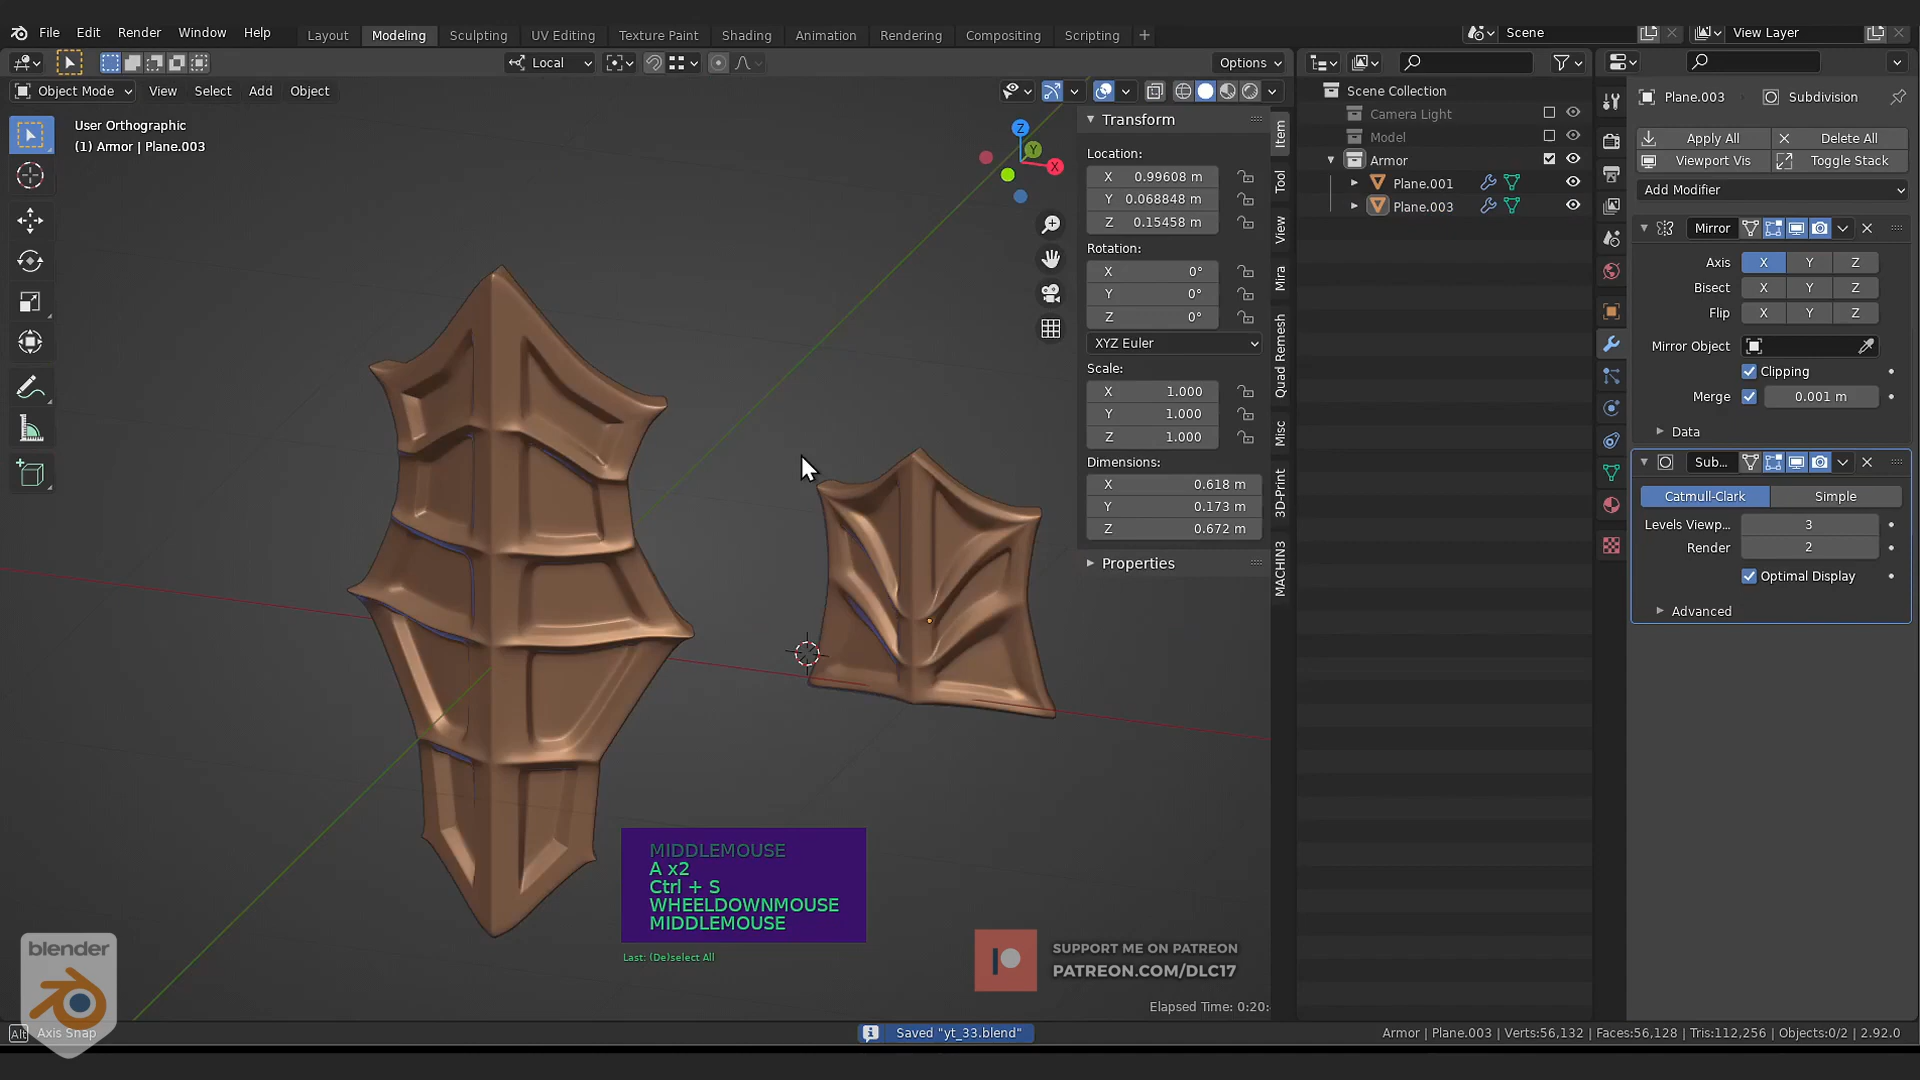 File Edit Render Window Help
Layout Modeling Sculpting UV Editing Texture Paint Shading Animation Rendering Compositing Scripting +
Scene
View Layer
Local
Options
Object Mode View Select Add Object
User Orthographic
(1) Armor | Plane.003
Z
Y
X
Transform
Location:
X 0.99608 m
Y 0.068848 m
Z 0.15458 m
Rotation:
X 0°
Y 0°
Z 0°
XYZ Euler
Scale:
X 1.000
Y 1.000
Z 1.000
Dimensions:
X 0.618 m
Y 0.173 m
Z 0.672 m
Properties
Item
Tool
View
Mira
Quad Remesh
Misc
3D-Print
MACHIN3
Scene Collection
Camera Light
Model
Armor
Plane.001
Plane.003
Plane.003 Subdivision
Apply All Delete All
Viewport Vis Toggle Stack
Add Modifier
Mirror
Axis X Y Z
Bisect X Y Z
Flip X Y Z
Mirror Object
Clipping
Merge 0.001 m
Data
Sub...
Catmull-Clark Simple
Levels Viewp... 3
Render 2
Optimal Display
Advanced
MIDDLEMOUSE
A x2
Ctrl + S
WHEELDOWNMOUSE
MIDDLEMOUSE
Last: (De)select All
SUPPORT ME ON PATREON
PATREON.COM/DLC17
Elapsed Time: 0:20:
blender
Alt Axis Snap
Saved "yt_33.blend"
Armor | Plane.003 | Verts:56,132 | Faces:56,128 | Tris:112,256 | Objects:0/2 | 2.92.0